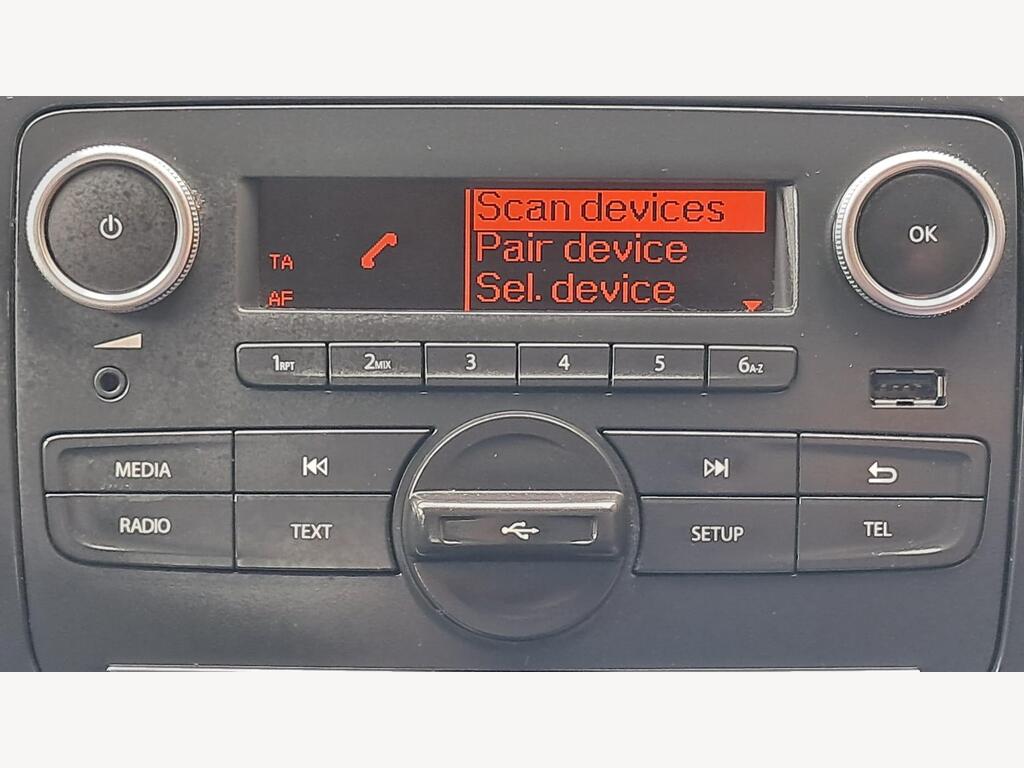 Scan devices
Pair device
Sel. device
TA
AF
OK
1RPT
2MIX
3
4
5
6A-Z
MEDIA
RADIO
TEXT
SETUP
TEL